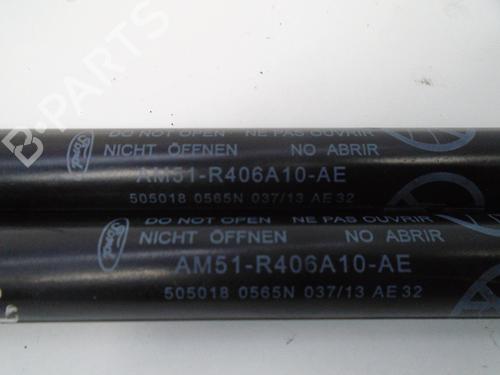 B-PARTS
Ford
DO NOT OPEN NE PAS OUVRIR
NICHT ÖFFNEN NO ABRIR
AM51-R406A10-AE
505018 0565N 037/13 AE 32
Ford
DO NOT OPEN NE PAS OUVRIR
NICHT ÖFFNEN NO ABRIR
AM51-R406A10-AE
505018 0565N 037/13 AE 32